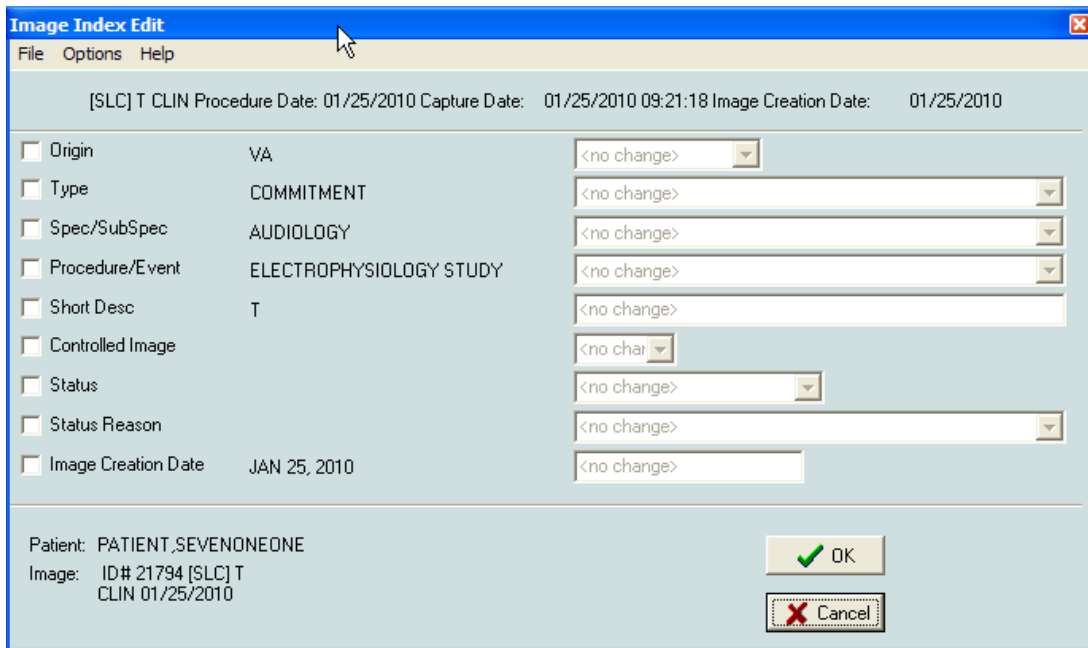 Image Index Edit
File Options Help
[SLC] T CLIN Procedure Date: 01/25/2010 Capture Date: 01/25/2010 09:21:18 Image Creation Date: 01/25/2010
Origin VA <no change>
Type COMMITMENT <no change>
Spec/SubSpec AUDIOLOGY <no change>
Procedure/Event ELECTROPHYSIOLOGY STUDY <no change>
Short Desc T <no change>
Controlled Image <no char
Status <no change>
Status Reason <no change>
Image Creation Date JAN 25, 2010 <no change>
Patient: PATIENT,SEVENONEONE
OK
Image: ID# 21794 [SLC] T
CLIN 01/25/2010
Cancel